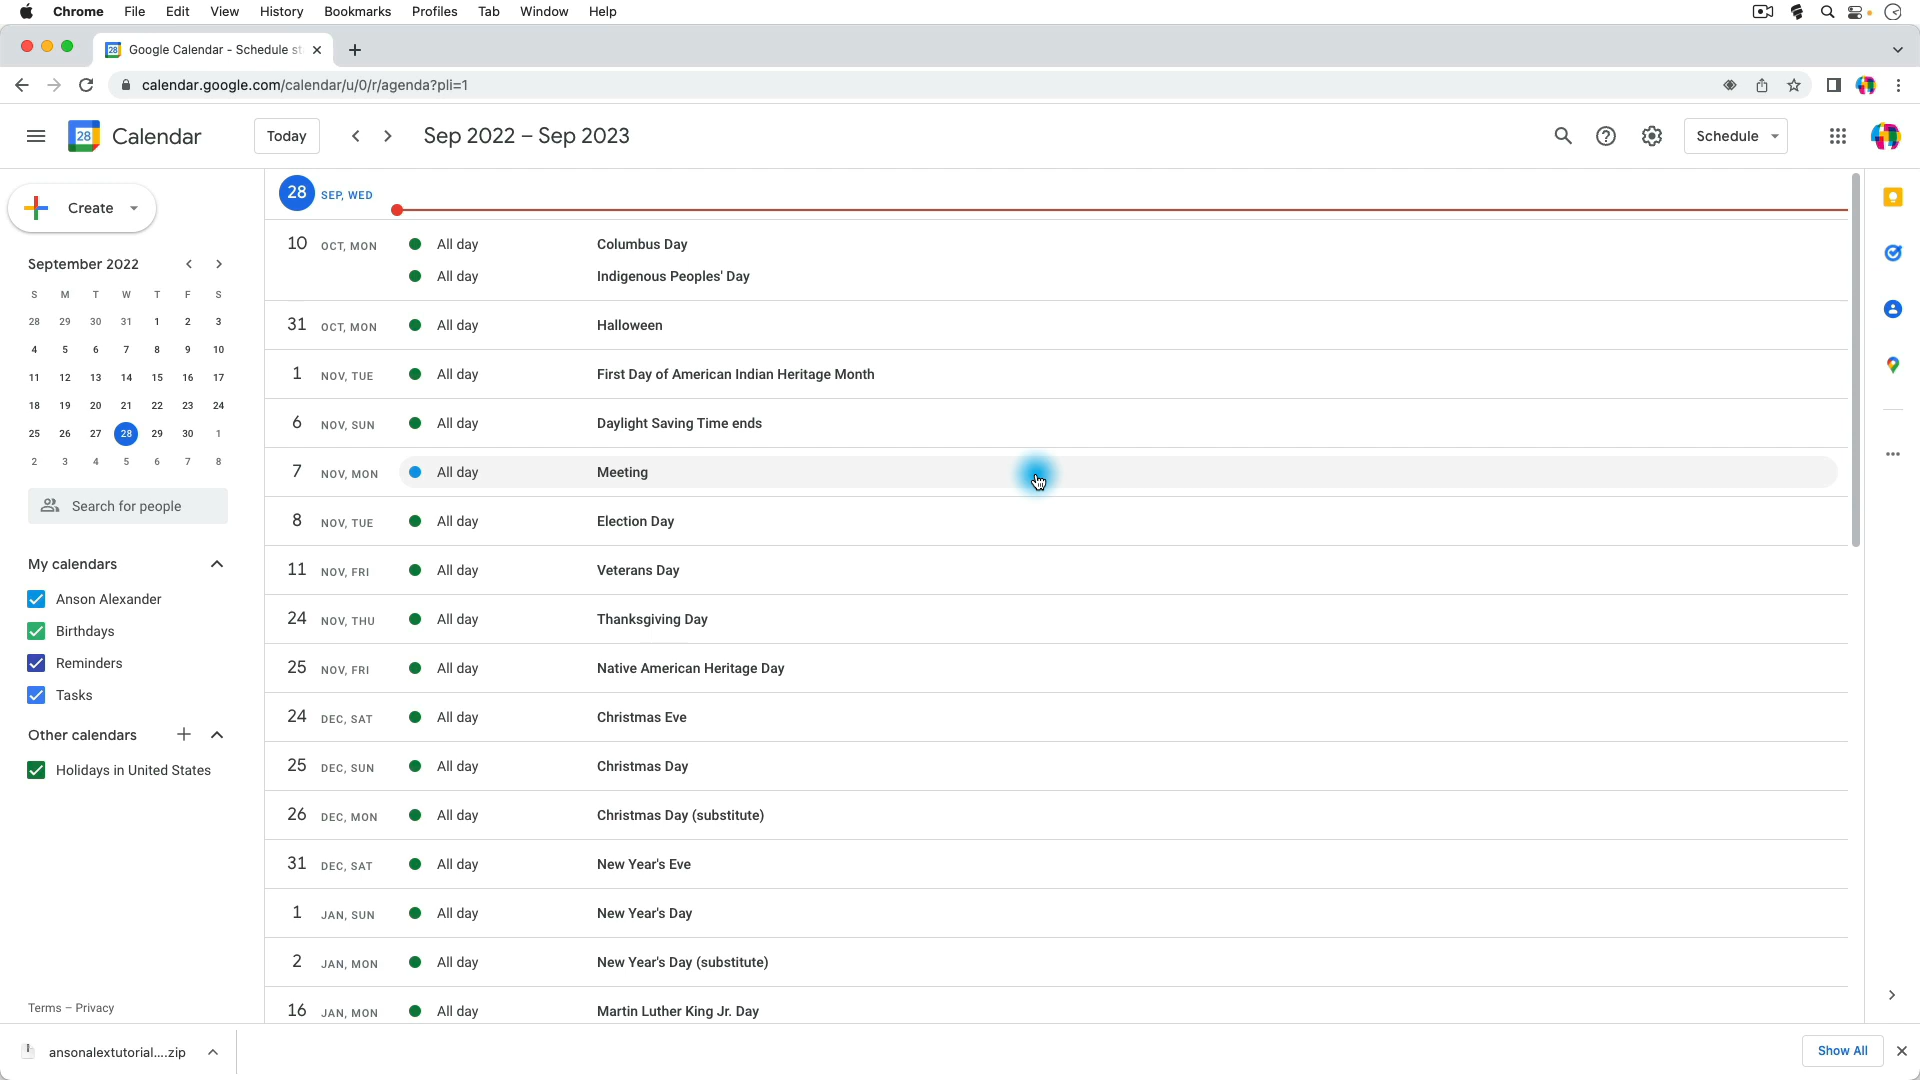 Chrome File Edit View History Bookmarks Profiles Tab Window Help
28 Google Calendar - Schedule st
calendar.google.com/calendar/u/0/r/agenda?pli=1
28 Calendar Today Sep 2022 – Sep 2023 Schedule
Create
September 2022
S M T W T F S
28 29 30 31 1 2 3
4 5 6 7 8 9 10
11 12 13 14 15 16 17
18 19 20 21 22 23 24
25 26 27 28 29 30 1
2 3 4 5 6 7 8
Search for people
My calendars
Anson Alexander
Birthdays
Reminders
Tasks
Other calendars
Holidays in United States
Terms – Privacy
28 SEP, WED
10 OCT, MON All day Columbus Day
All day Indigenous Peoples' Day
31 OCT, MON All day Halloween
1 NOV, TUE All day First Day of American Indian Heritage Month
6 NOV, SUN All day Daylight Saving Time ends
7 NOV, MON All day Meeting
8 NOV, TUE All day Election Day
11 NOV, FRI All day Veterans Day
24 NOV, THU All day Thanksgiving Day
25 NOV, FRI All day Native American Heritage Day
24 DEC, SAT All day Christmas Eve
25 DEC, SUN All day Christmas Day
26 DEC, MON All day Christmas Day (substitute)
31 DEC, SAT All day New Year's Eve
1 JAN, SUN All day New Year's Day
2 JAN, MON All day New Year's Day (substitute)
16 JAN, MON All day Martin Luther King Jr. Day
ansonalextutorial....zip Show All